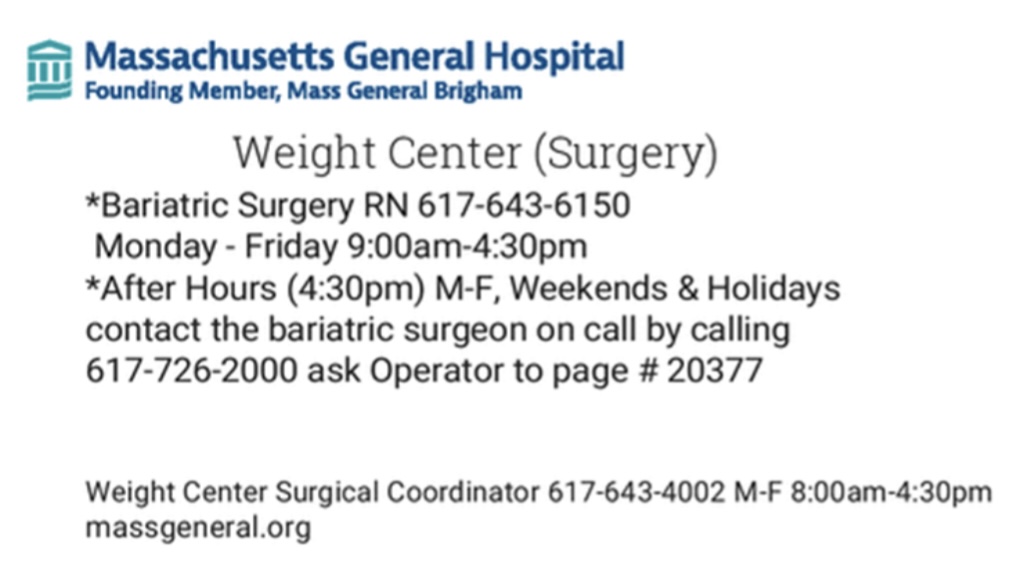 Massachusetts General Hospital
Founding Member, Mass General Brigham
Weight Center (Surgery)
*Bariatric Surgery RN 617-643-6150
Monday - Friday 9:00am-4:30pm
*After Hours (4:30pm) M-F, Weekends & Holidays
contact the bariatric surgeon on call by calling
617-726-2000 ask Operator to page # 20377
Weight Center Surgical Coordinator 617-643-4002 M-F 8:00am-4:30pm
massgeneral.org